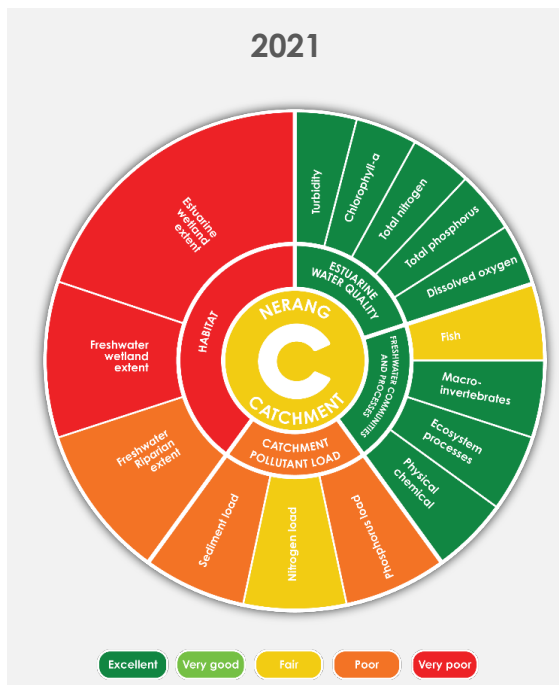 2021
Turbidity
Chlorophyll-a
Total nitrogen
Total phosphorus
Dissolved oxygen
ESTUARINE
WATER QUALITY
Fish
Macro-
invertebrates
Ecosystem
processes
Physical
chemical
FRESHWATER COMMUNITIES
AND PROCESSES
Phosphorus load
Nitrogen load
Sediment load
CATCHMENT
POLLUTANT LOAD
Freshwater
Riparian
extent
Freshwater
wetland
extent
Estuarine
wetland
extent
HABITAT
NERANG
C
CATCHMENT
Excellent
Very good
Fair
Poor
Very poor